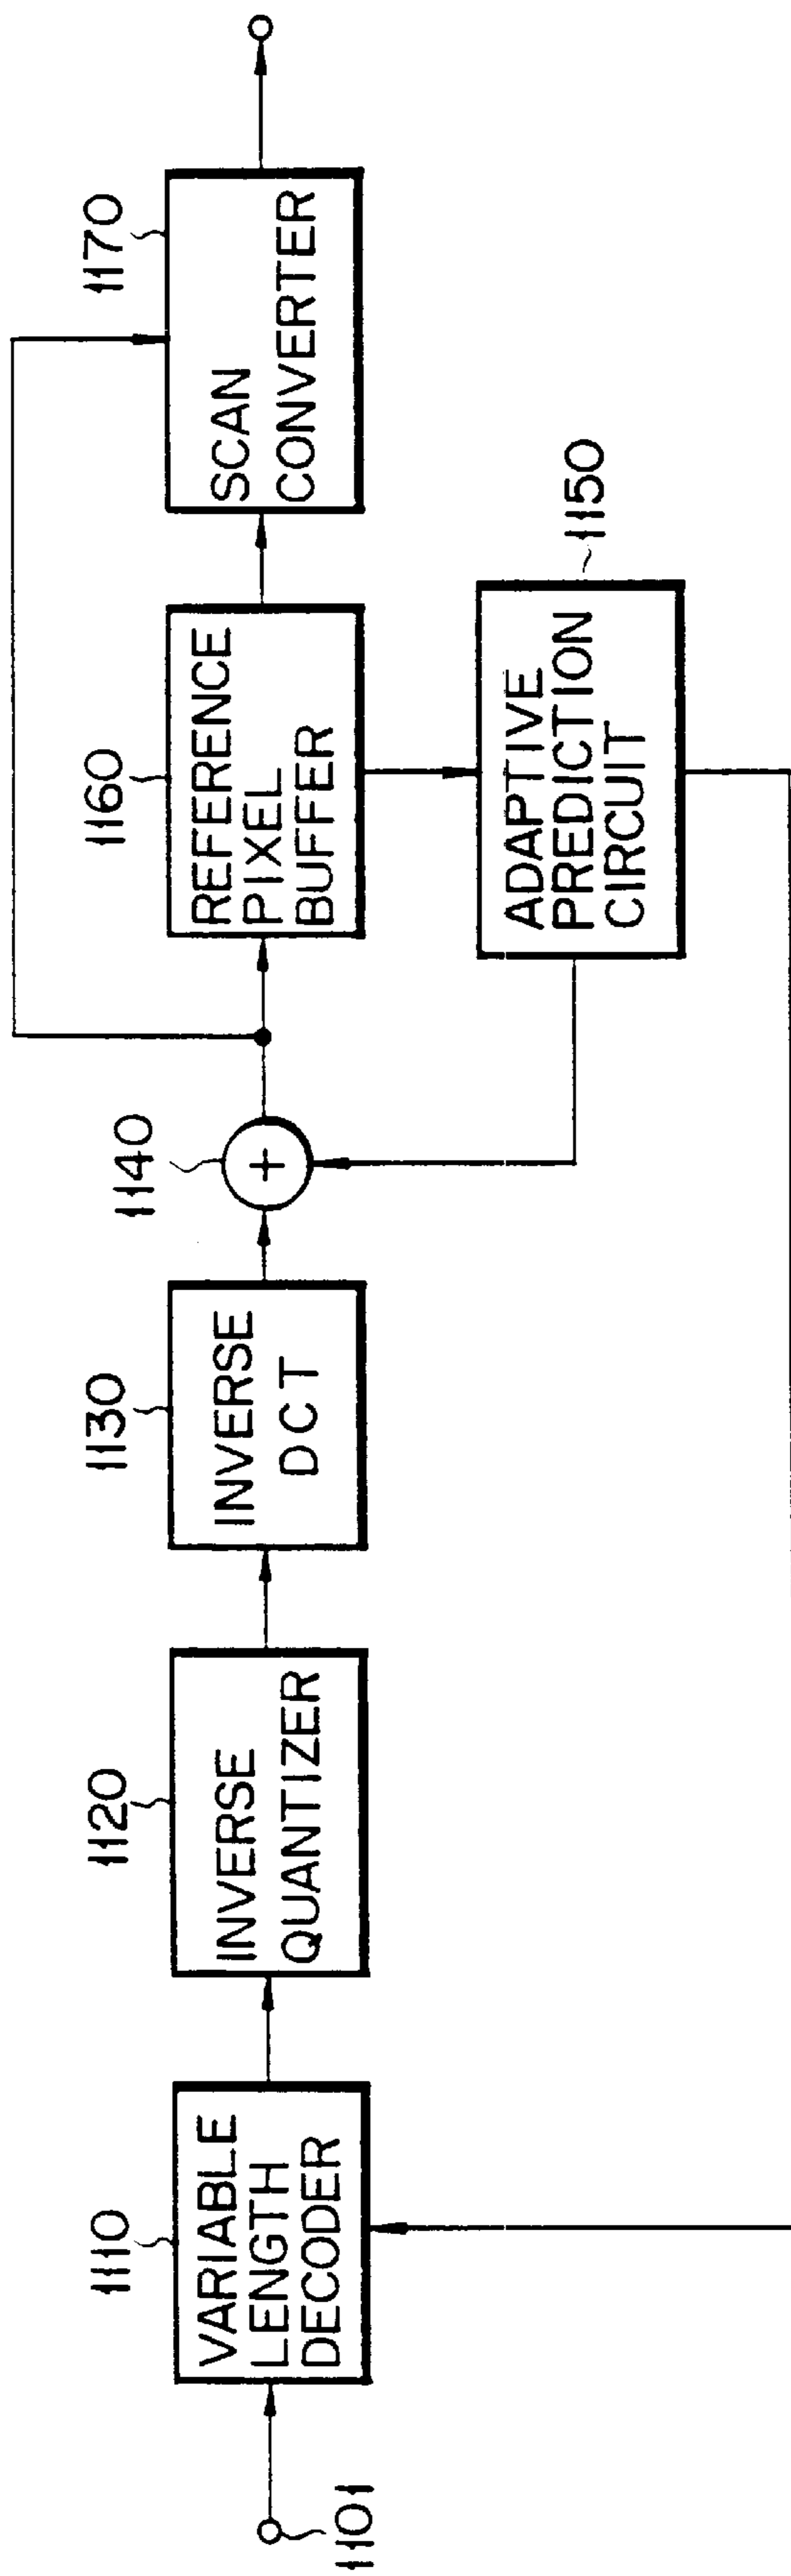 1101
1110
VARIABLE
LENGTH
DECODER
1120
INVERSE
QUANTIZER
1130
INVERSE
DCT
1140
+
1160
REFERENCE
PIXEL
BUFFER
1170
SCAN
CONVERTER
1150
ADAPTIVE
PREDICTION
CIRCUIT